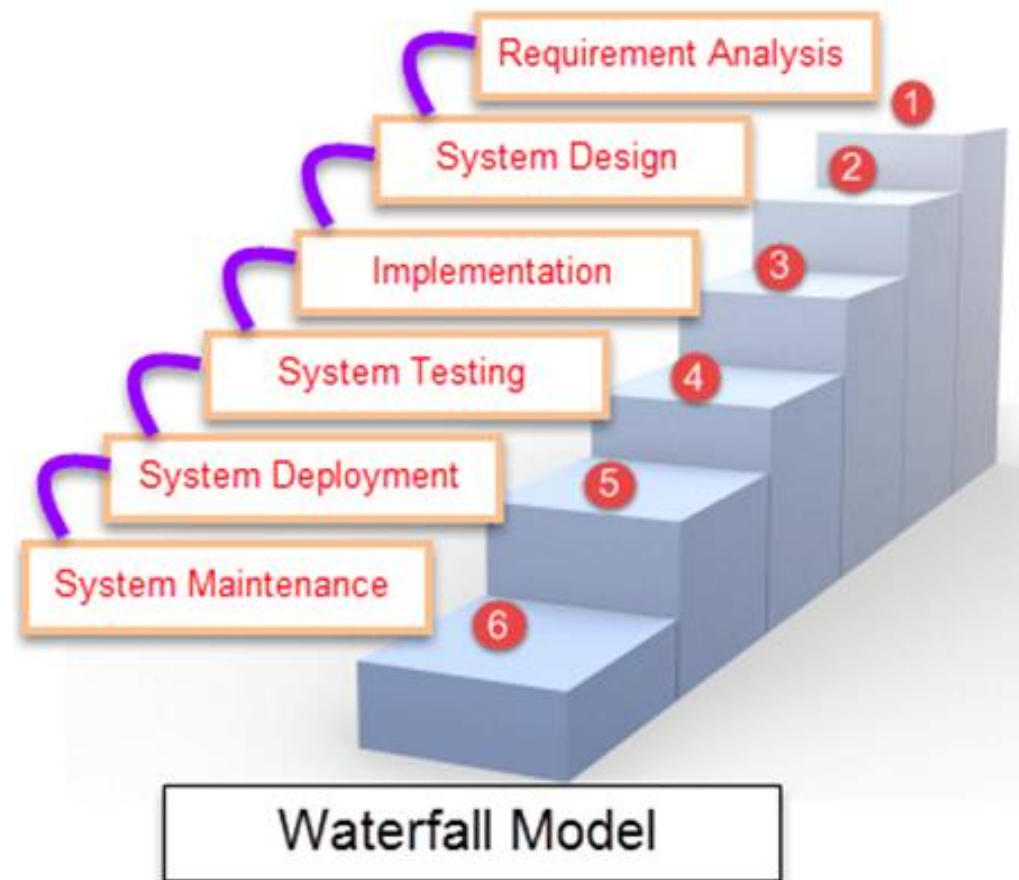 Requirement Analysis
1
System Design
2
Implementation
3
System Testing
4
System Deployment
5
System Maintenance
6
Waterfall Model